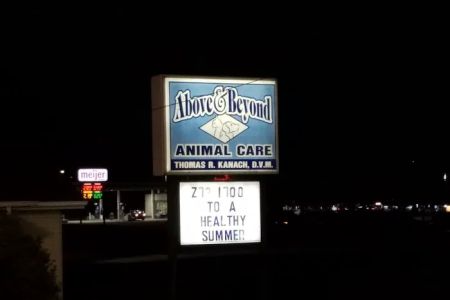 Above & Beyond
ANIMAL CARE
THOMAS R. KANACH, D.V.M.
TO A
HEALTHY
SUMMER
meijer